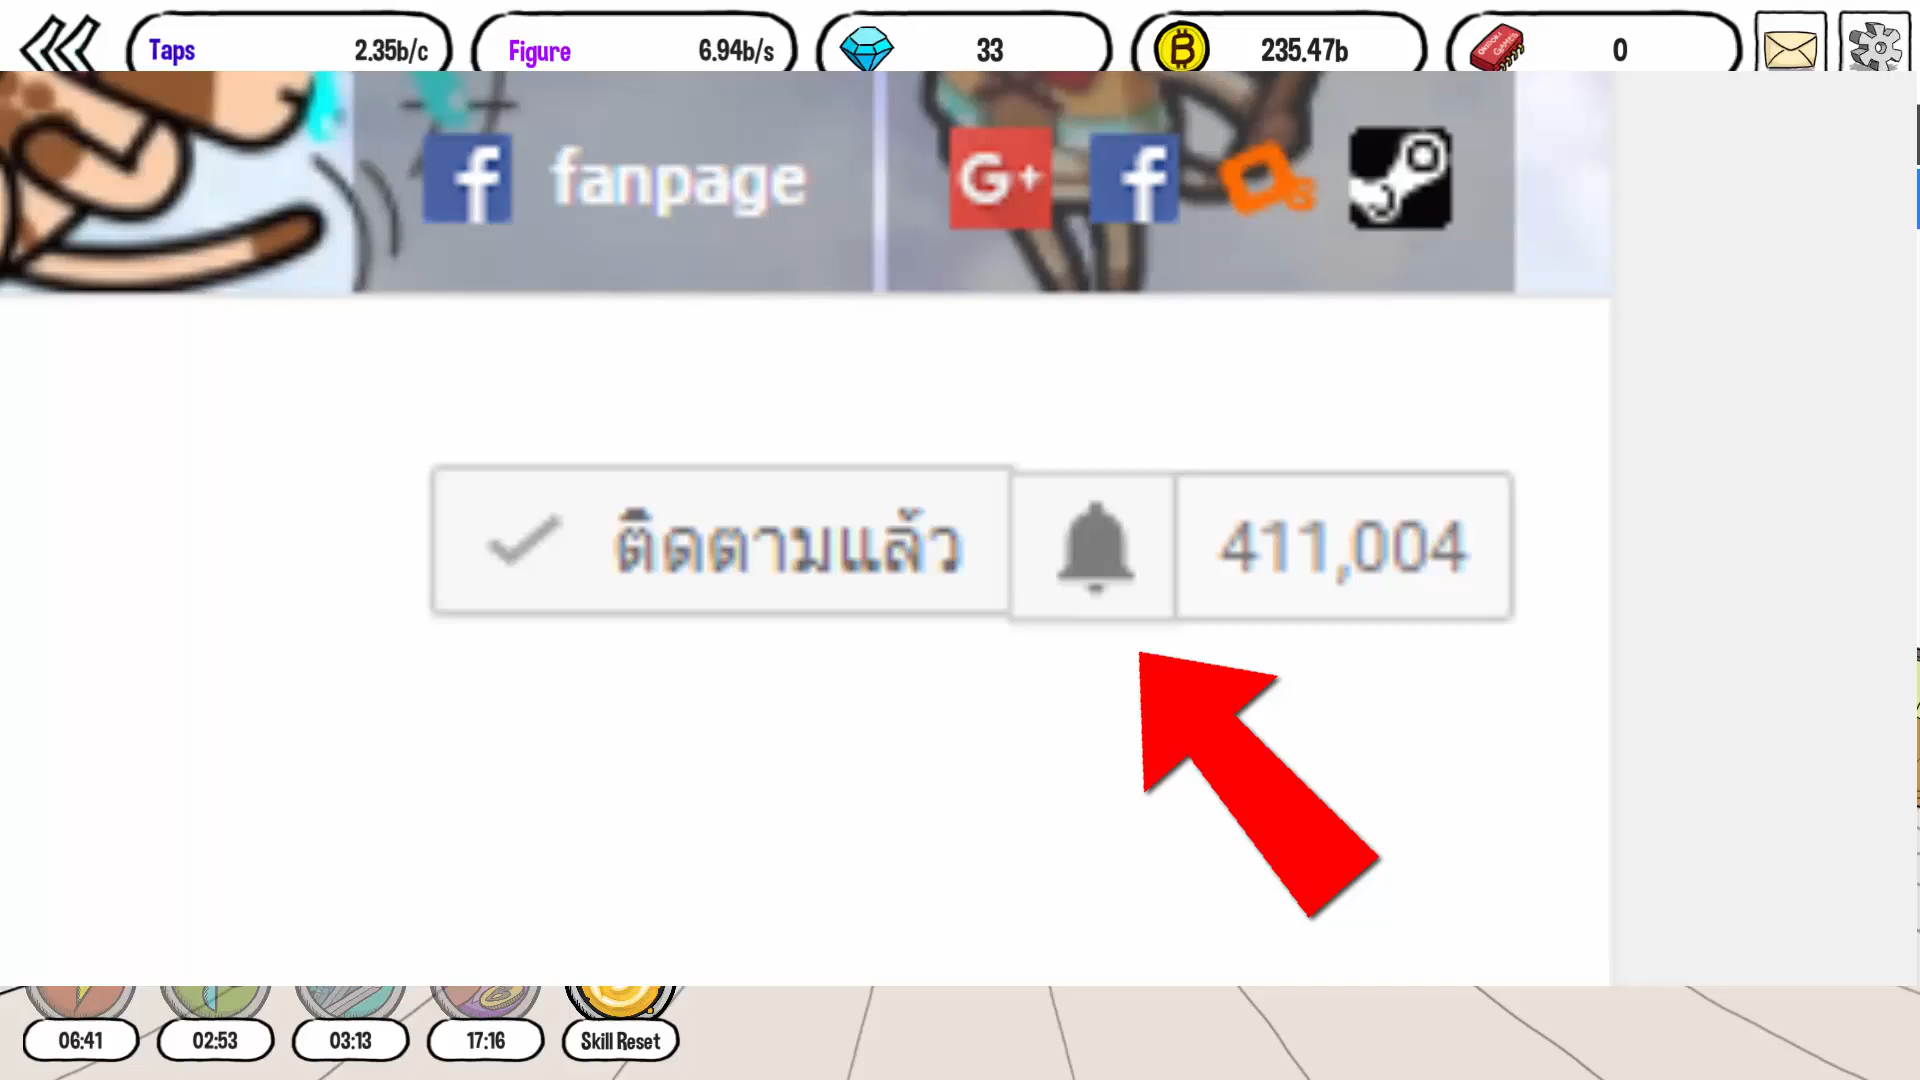 Taps 2.35b/c
Figure 6.94b/s
33
235.47b
0
fanpage
G+
ติดตามแล้ว
411,004
06:41
02:53
03:13
17:16
Skill Reset